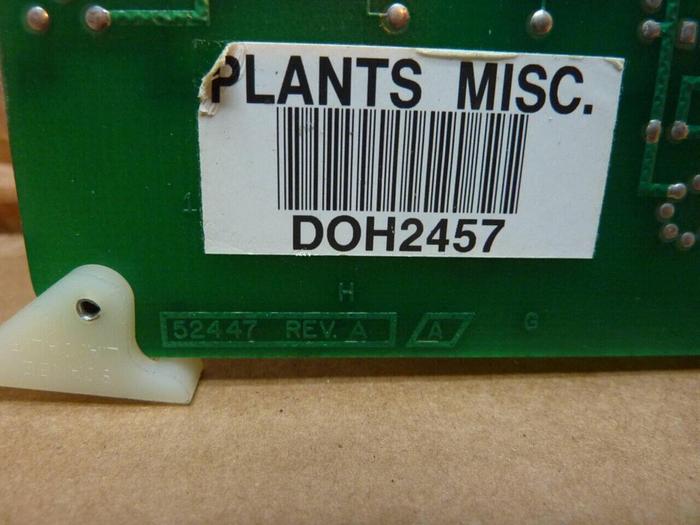 PLANTS MISC.
DOH2457
H
52447 REV. A A
G